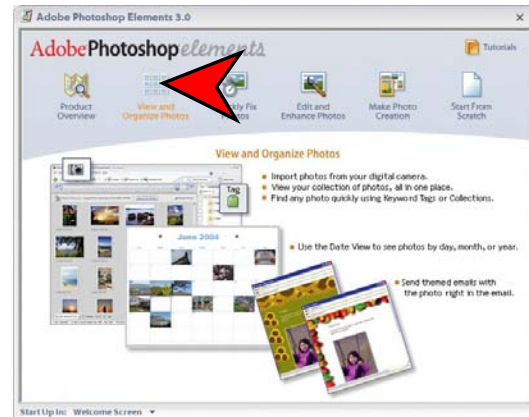 Adobe Photoshop Elements 3.0
Adobe Photoshop elements
Tutorials
Product Overview
View and Organize Photos
Fix
Edit and Enhance Photos
Make Photo Creation
Start From Scratch
View and Organize Photos
Import photos from your digital camera.
View your collection of photos, all in one place.
Find any photo quickly using Keyword Tags or Collections.
Tag
June 2004
Use the Date View to see photos by day, month, or year.
Send themed emails with
the photo right in the email.
Start Up In: Welcome Screen